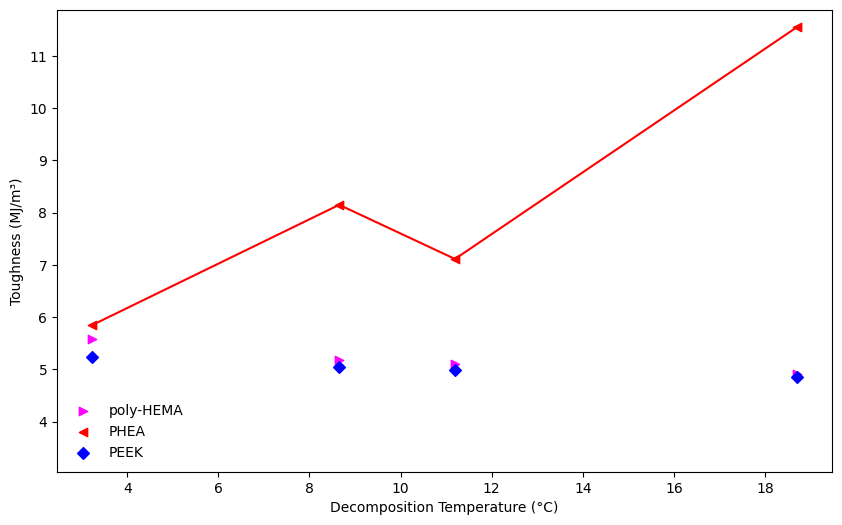 11
10
9
8
7
6
5
4
Toughness (MJ/m³)
poly-HEMA
PHEA
PEEK
4 6 8 10 12 14 16 18
Decomposition Temperature (°C)